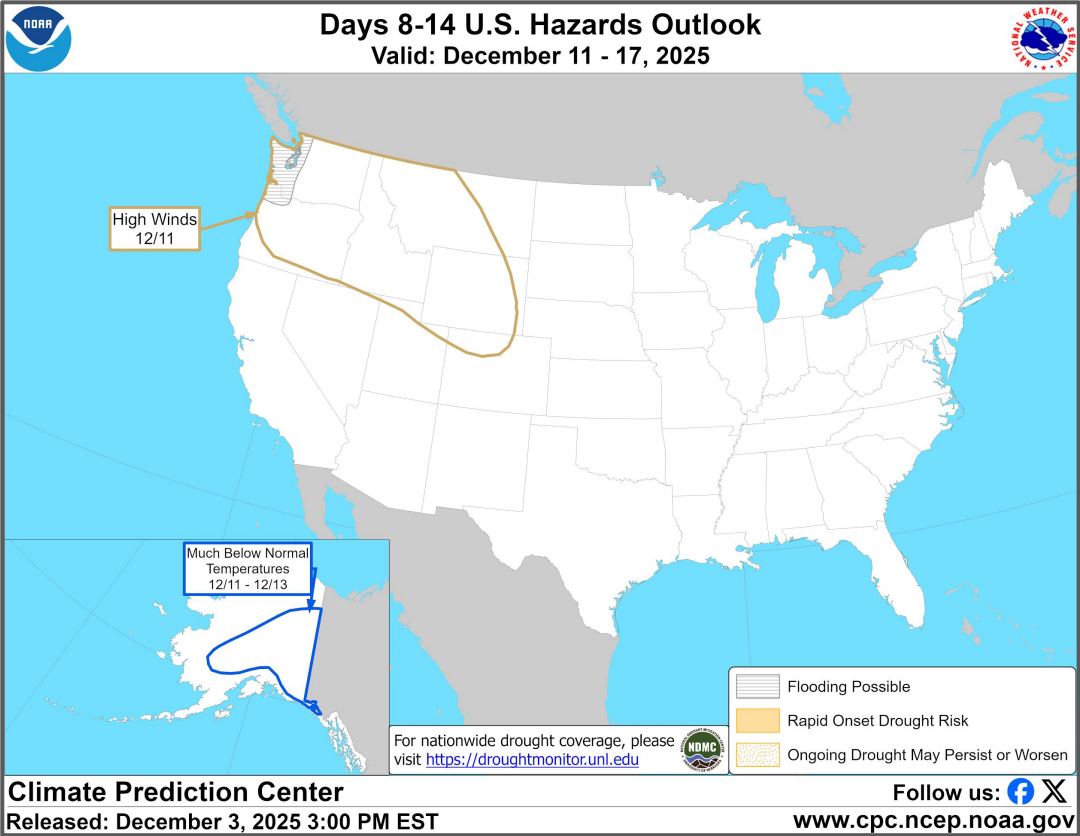 NOAA
Days 8-14 U.S. Hazards Outlook
Valid: December 11 - 17, 2025
NATIONAL WEATHER SERVICE
High Winds
12/11
Much Below Normal
Temperatures
12/11 - 12/13
Flooding Possible
Rapid Onset Drought Risk
Ongoing Drought May Persist or Worsen
For nationwide drought coverage, please
visit https://droughtmonitor.unl.edu
NDMC
Climate Prediction Center
Follow us:
Released: December 3, 2025 3:00 PM EST
www.cpc.ncep.noaa.gov